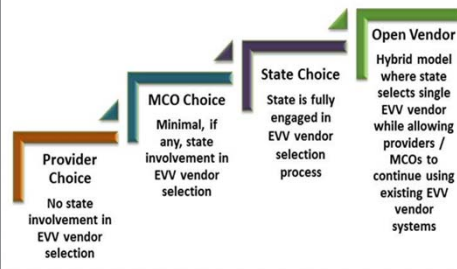 Provider
Choice
No state
involvement in
EVV vendor
selection
MCO Choice
Minimal, if
any, state
involvement in
EVV vendor
selection
State Choice
State is fully
engaged in
EVV vendor
selection
process
Open Vendor
Hybrid model
where state
selects single
EVV vendor
while allowing
providers /
MCOs to
continue using
existing EVV
vendor
systems